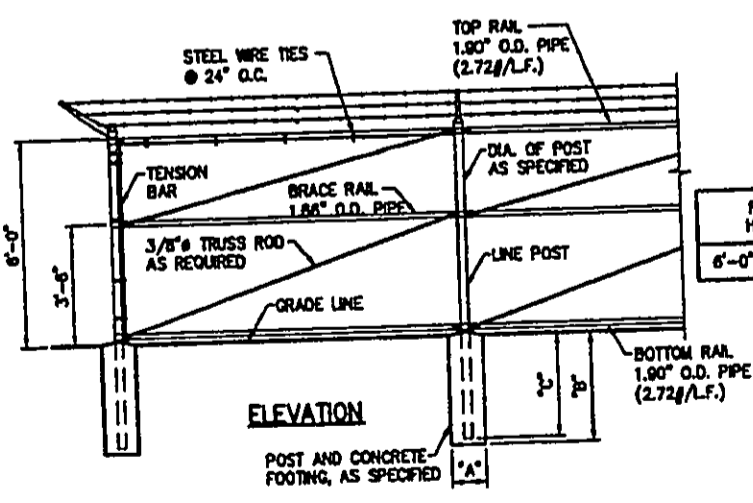 TOP RAIL
1.90" O.D. PIPE
(2.72#/L.F.)
STEEL WIRE TIES
@ 24" O.C.
TENSION
BAR
DIA. OF POST
AS SPECIFIED
BRACE RAIL
1.66" O.D. PIPE
3/8"ø TRUSS ROD
AS REQUIRED
LINE POST
GRADE LINE
6'-0"
3'-6"
6'-0"
BOTTOM RAIL
1.90" O.D. PIPE
(2.72#/L.F.)
"C"
"B"
ELEVATION
POST AND CONCRETE
FOOTING, AS SPECIFIED
"A"